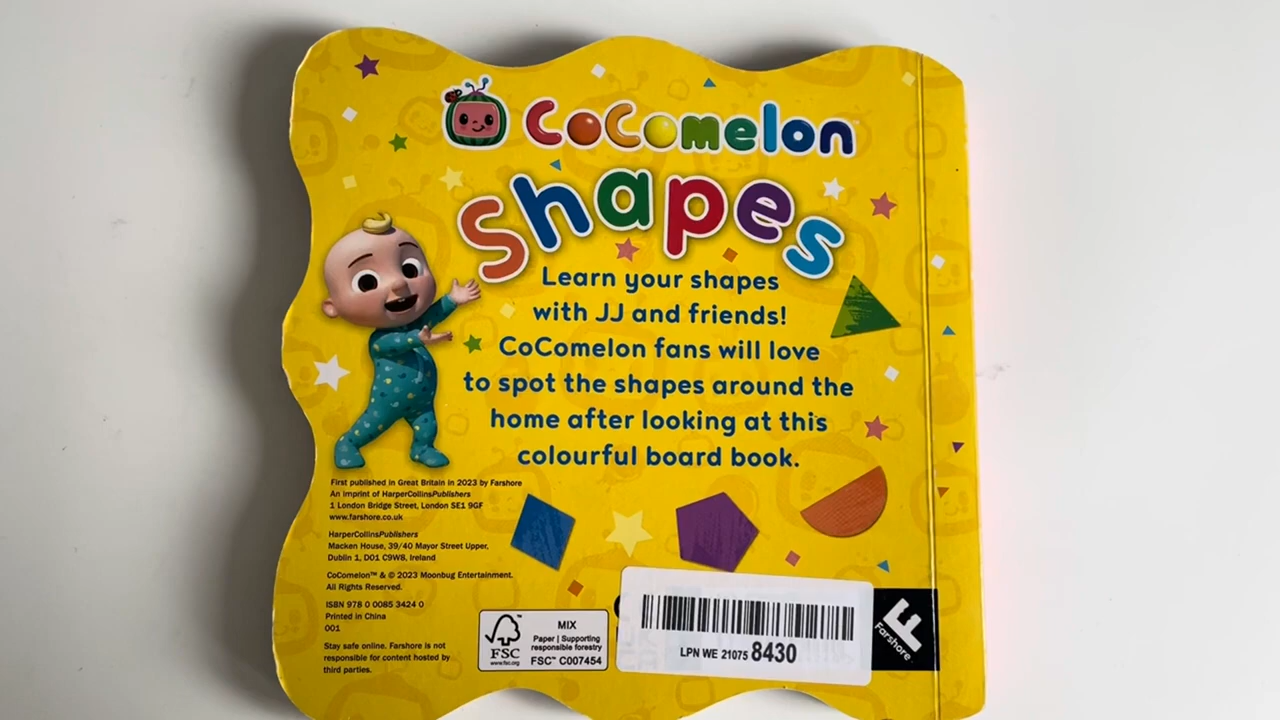 CoComelon
Shapes
Learn your shapes
with JJ and friends!
CoComelon fans will love
to spot the shapes around the
home after looking at this
colourful board book.
First published in Great Britain in 2023 by Farshore
An imprint of HarperCollinsPublishers
1 London Bridge Street, London SE1 9GF
www.farshore.co.uk
HarperCollinsPublishers
Macken House, 39/40 Mayor Street Upper,
Dublin 1, D01 C9W8, Ireland
CoComelon™ & © 2023 Moonbug Entertainment.
All Rights Reserved.
ISBN 978 0 0085 3424 0
Printed in China
001
Stay safe online. Farshore is not
responsible for content hosted by
third parties.
FSC
www.fsc.org
MIX
Paper | Supporting
responsible forestry
FSC™ C007454
LPN WE 21075 8430
Farshore